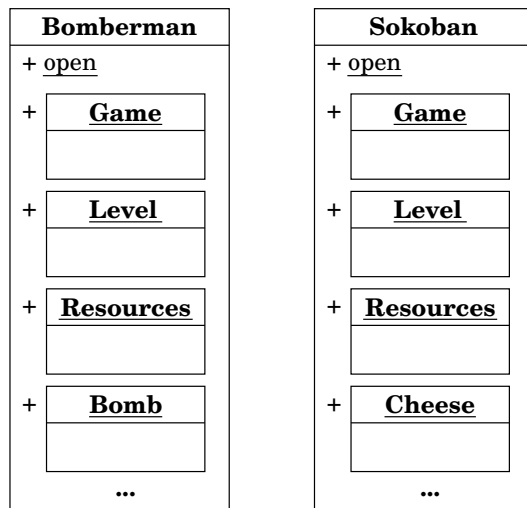 Bomberman
+ open
+ Game
+ Level
+ Resources
+ Bomb
...
Sokoban
+ open
+ Game
+ Level
+ Resources
+ Cheese
...